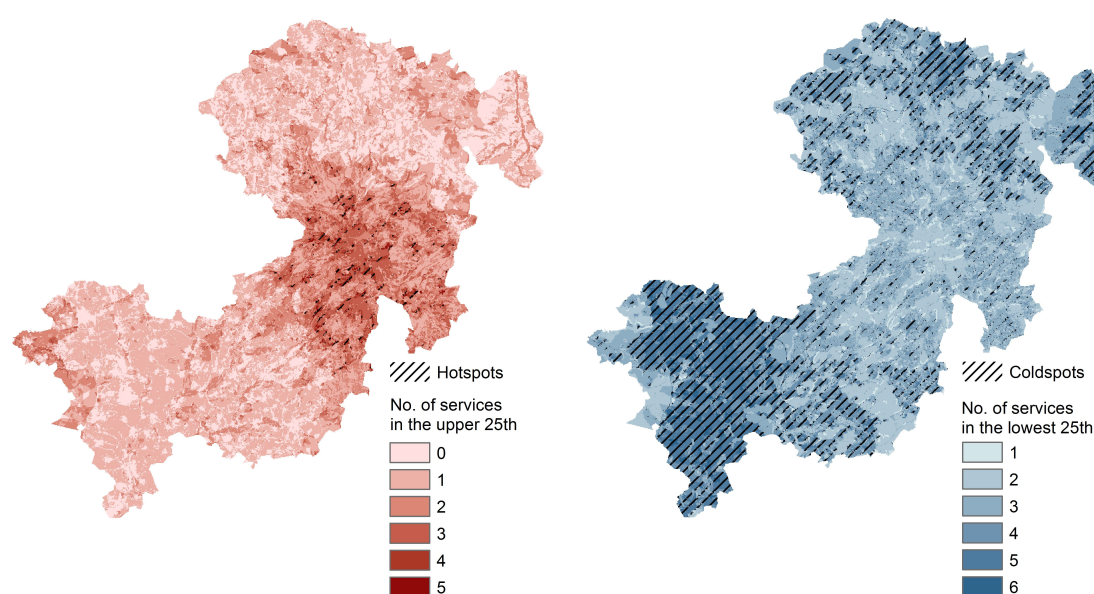 Hotspots
No. of services
in the upper 25th
0
1
2
3
4
5
Coldspots
No. of services
in the lowest 25th
1
2
3
4
5
6